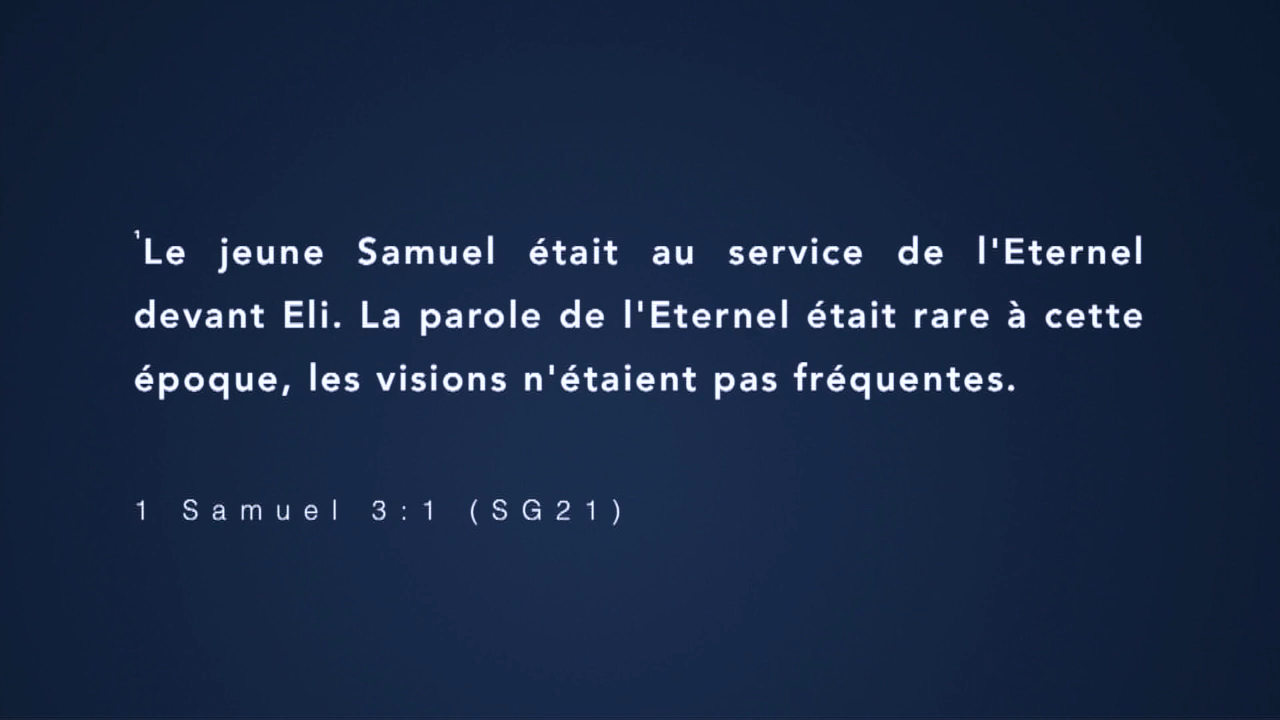 ¹Le jeune Samuel était au service de l'Eternel
devant Eli. La parole de l'Eternel était rare à cette
époque, les visions n'étaient pas fréquentes.
1 Samuel 3:1 (SG21)